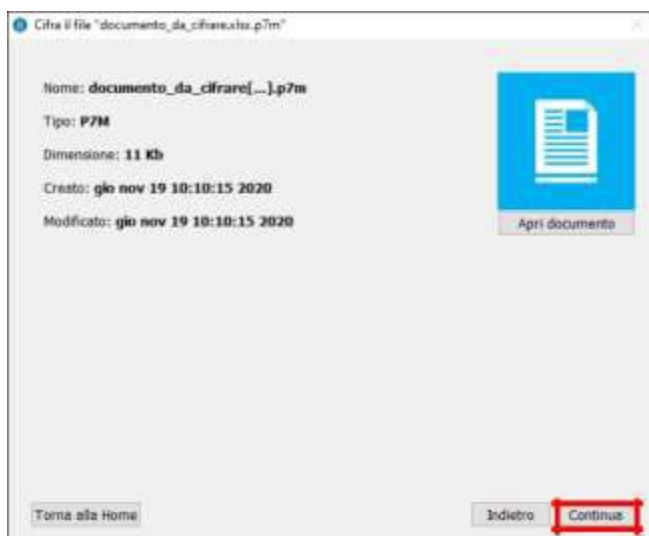 Cifra il file "documento_da_cifrare.xlsx.p7m"
Nome: documento_da_cifrare[...].p7m
Tipo: P7M
Dimensione: 11 Kb
Creato: gio nov 19 10:10:15 2020
Modificato: gio nov 19 10:10:15 2020
Apri documento
Torna alla Home
Indietro
Continua